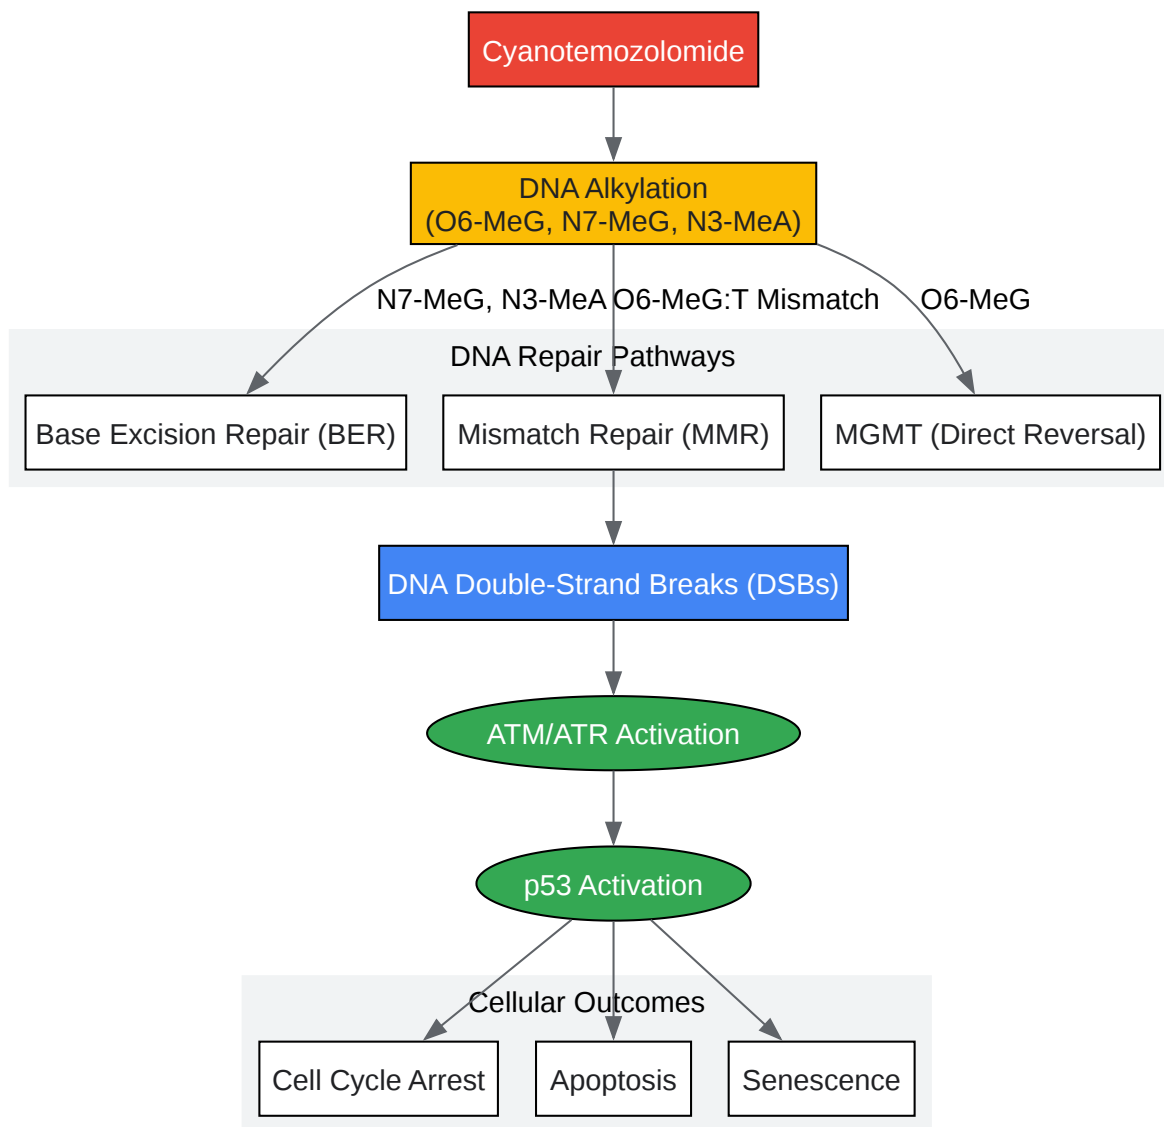 Cyanotemozolomide
DNA Alkylation
(O6-MeG, N7-MeG, N3-MeA)
N7-MeG, N3-MeA
O6-MeG:T Mismatch
O6-MeG
DNA Repair Pathways
Base Excision Repair (BER)
Mismatch Repair (MMR)
MGMT (Direct Reversal)
DNA Double-Strand Breaks (DSBs)
ATM/ATR Activation
p53 Activation
Cellular Outcomes
Cell Cycle Arrest
Apoptosis
Senescence